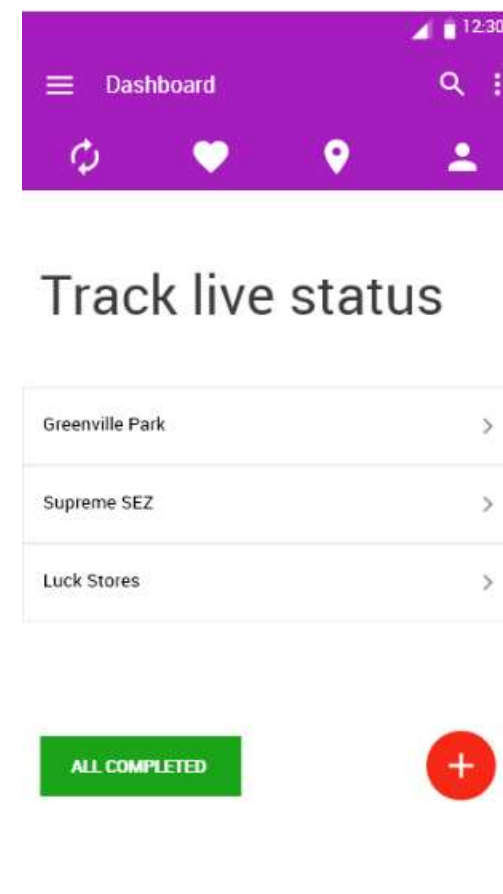 12:30
Dashboard
Track live status
Greenville Park
Supreme SEZ
Luck Stores
ALL COMPLETED